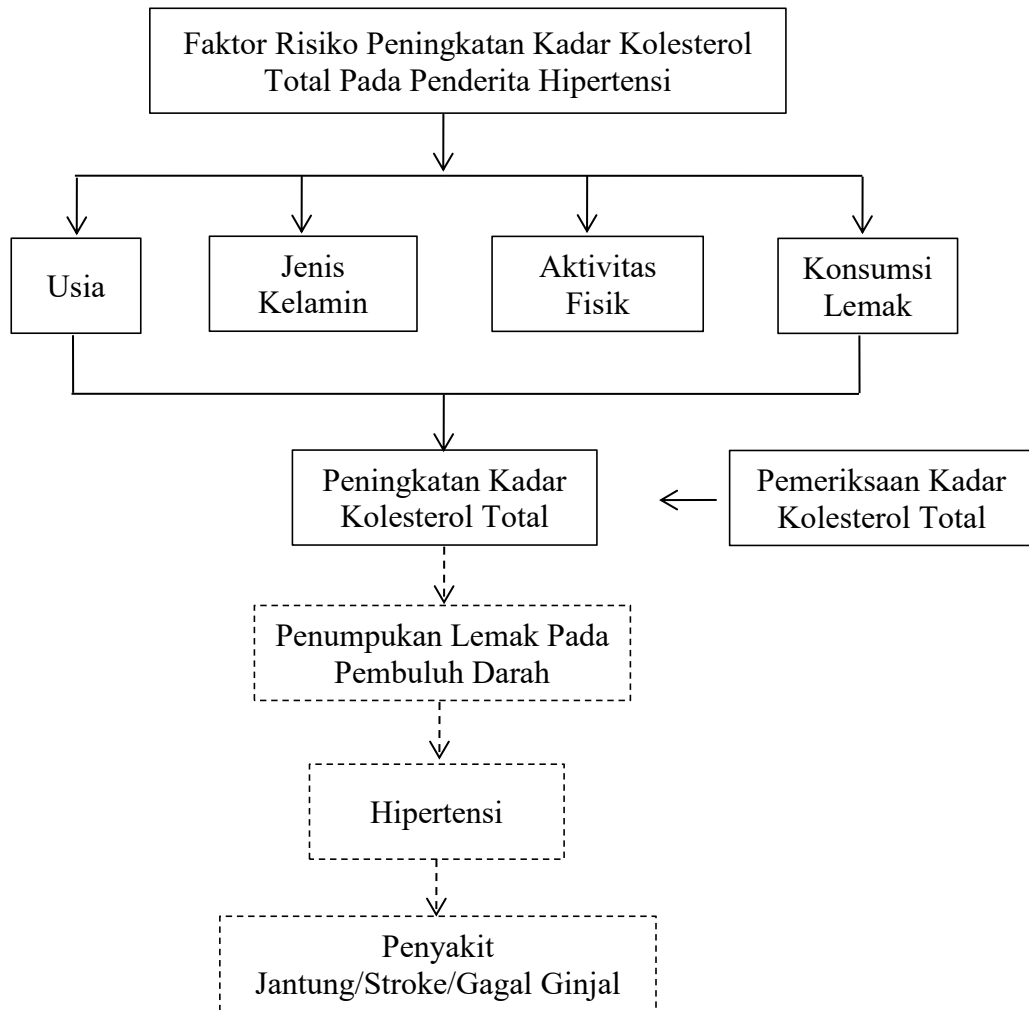 Faktor Risiko Peningkatan Kadar Kolesterol
Total Pada Penderita Hipertensi
Usia
Jenis
Kelamin
Aktivitas
Fisik
Konsumsi
Lemak
Peningkatan Kadar
Kolesterol Total
Pemeriksaan Kadar
Kolesterol Total
Penumpukan Lemak Pada
Pembuluh Darah
Hipertensi
Penyakit
Jantung/Stroke/Gagal Ginjal